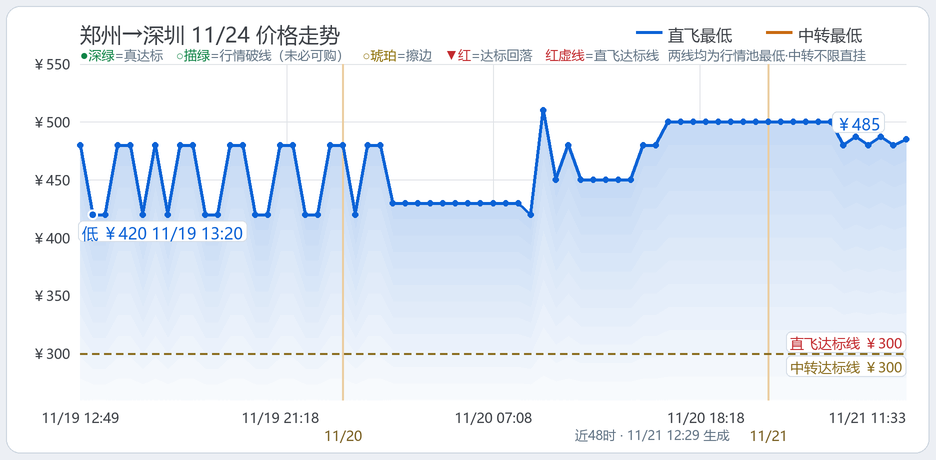 郑州→深圳 11/24 价格走势
直飞最低 中转最低
●深绿=真达标 ○描绿=行情破线（未必可购） ○琥珀=擦边 ▼红=达标回落 红虚线=直飞达标线 两线均为行情池最低·中转不限直挂
¥550
¥500
¥485
¥450
¥400
低 ¥420 11/19 13:20
¥350
¥300
直飞达标线 ¥300
中转达标线 ¥300
11/19 12:49 11/19 21:18 11/20 07:08 11/20 18:18 11/21 11:33
11/20 近48时 · 11/21 12:29 生成 11/21